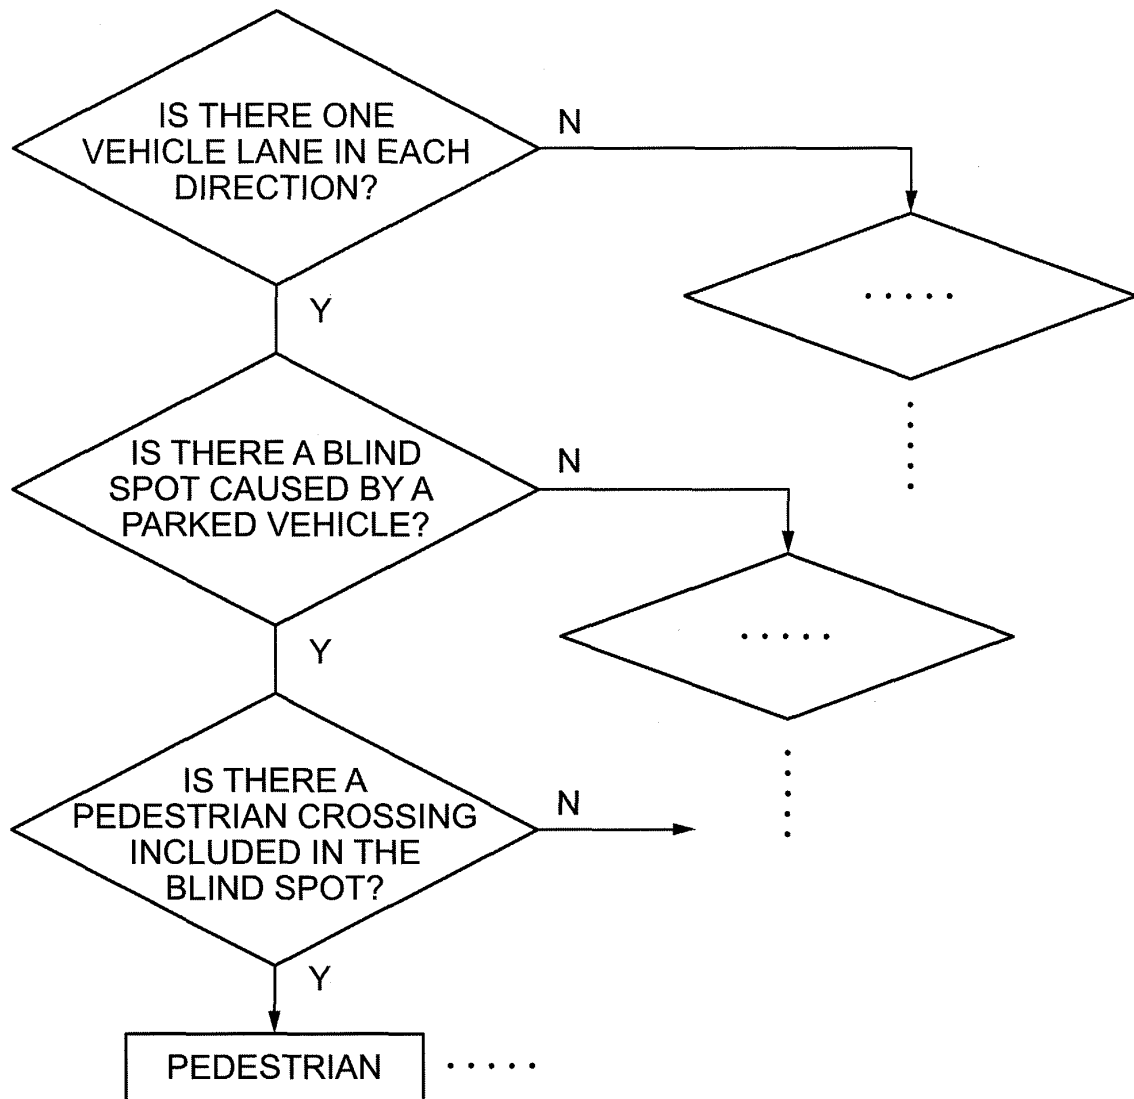 IS THERE ONE
VEHICLE LANE IN EACH
DIRECTION?
N
.....
Y
IS THERE A BLIND
SPOT CAUSED BY A
PARKED VEHICLE?
N
.....
Y
IS THERE A
PEDESTRIAN CROSSING
INCLUDED IN THE
BLIND SPOT?
N
Y
PEDESTRIAN .....